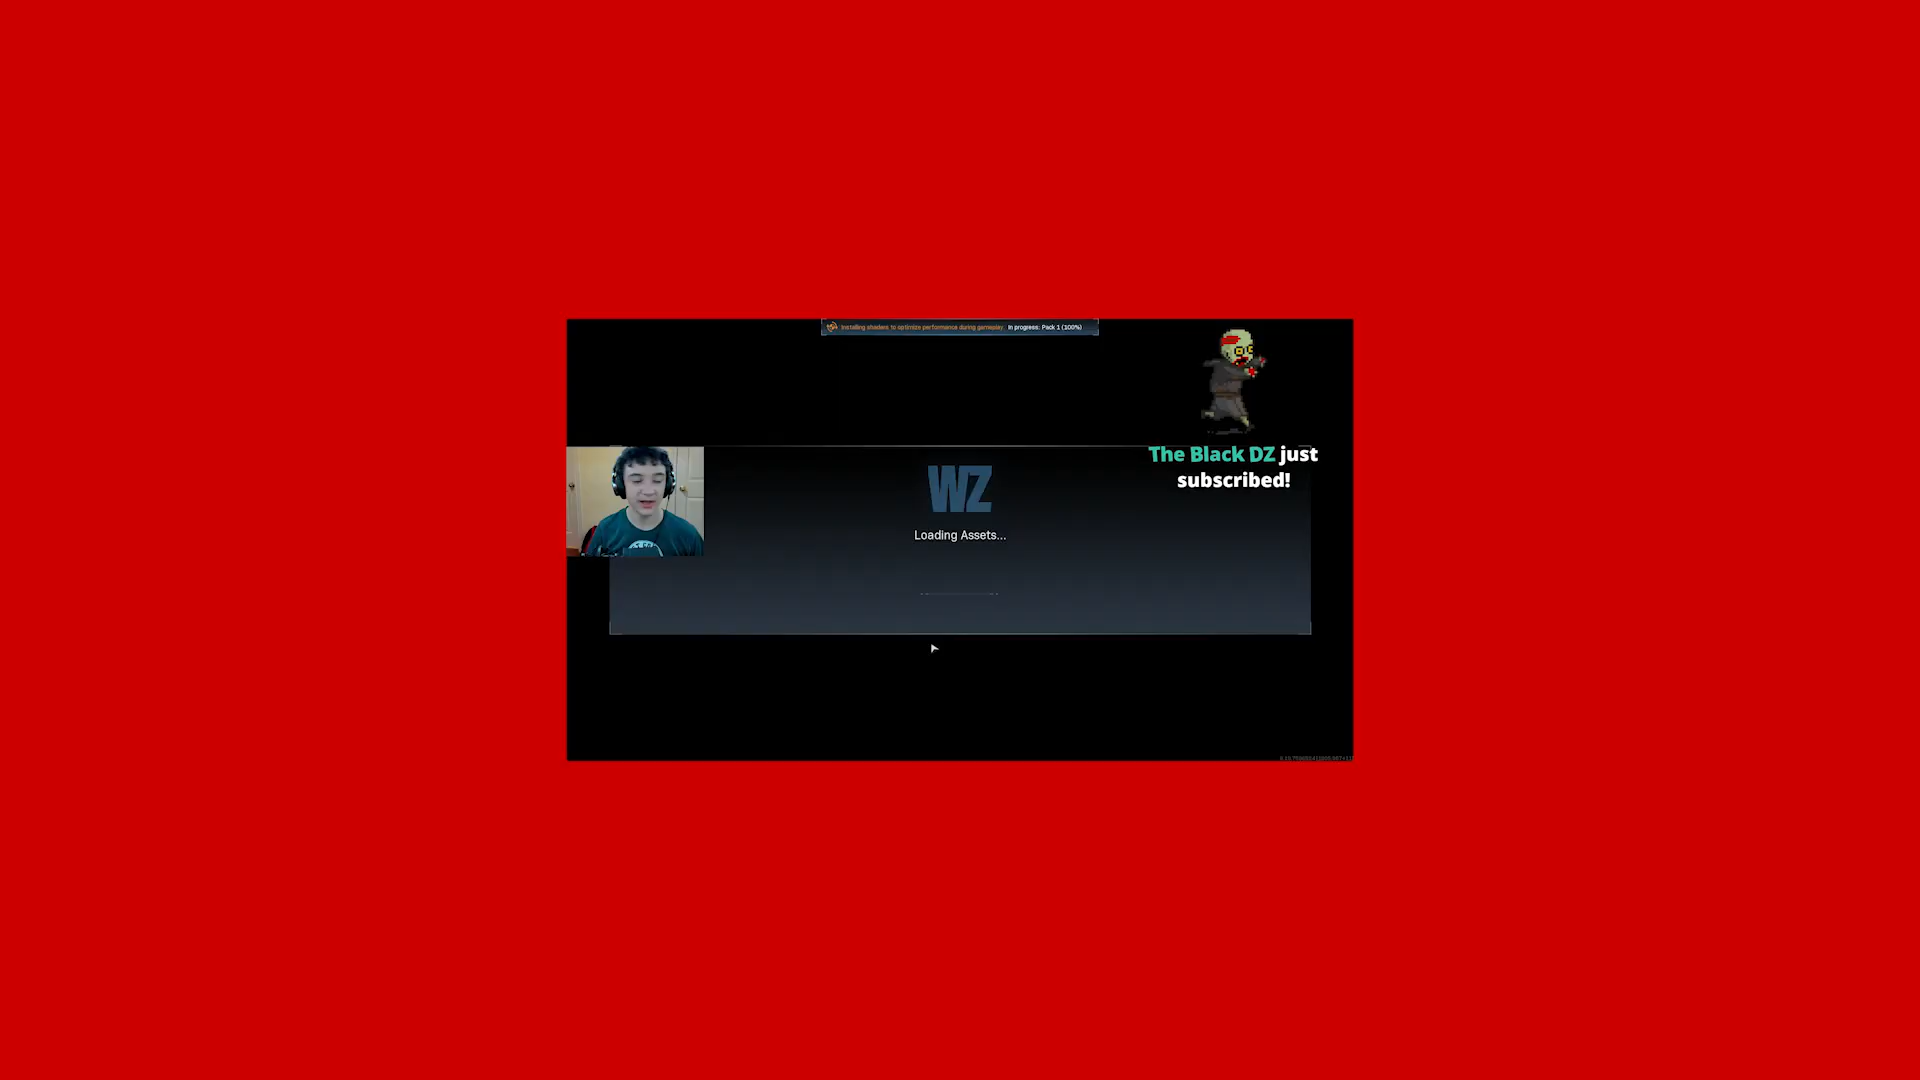 Installing shaders to optimize performance during gameplay. In progress: Pack 1 (100%)
The Black DZ just
subscribed!
WZ
Loading Assets...